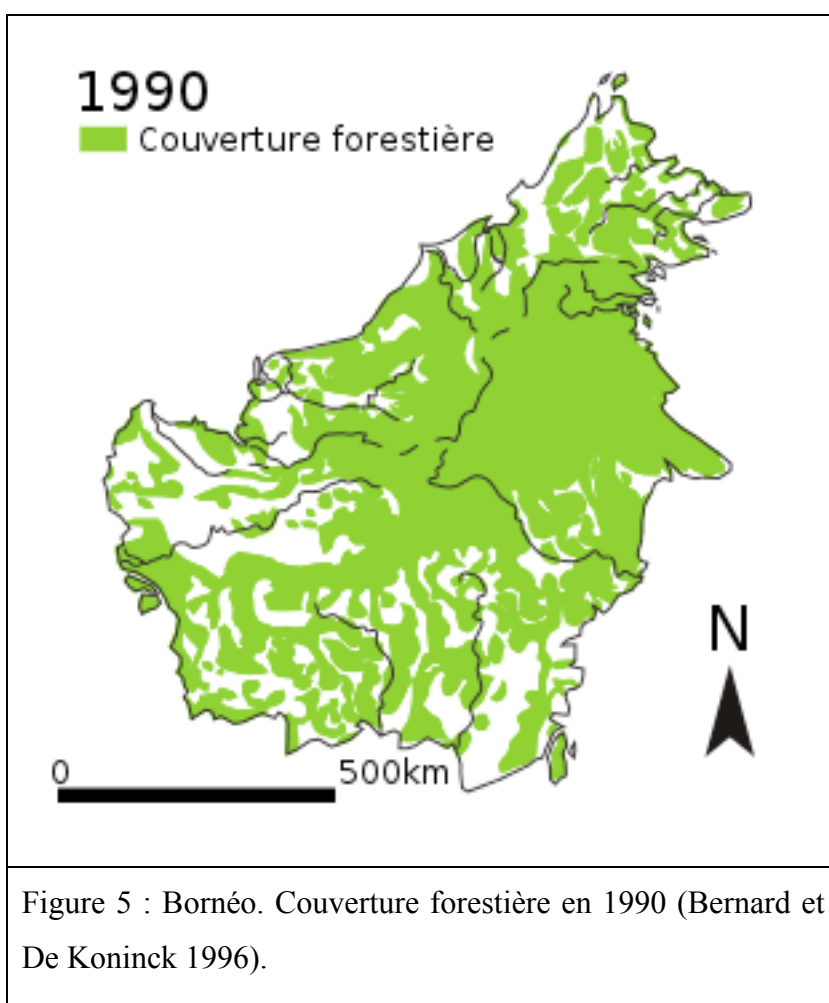 1990
Couverture forestière
N
0 500km
Figure 5 : Bornéo. Couverture forestière en 1990 (Bernard et
De Koninck 1996).